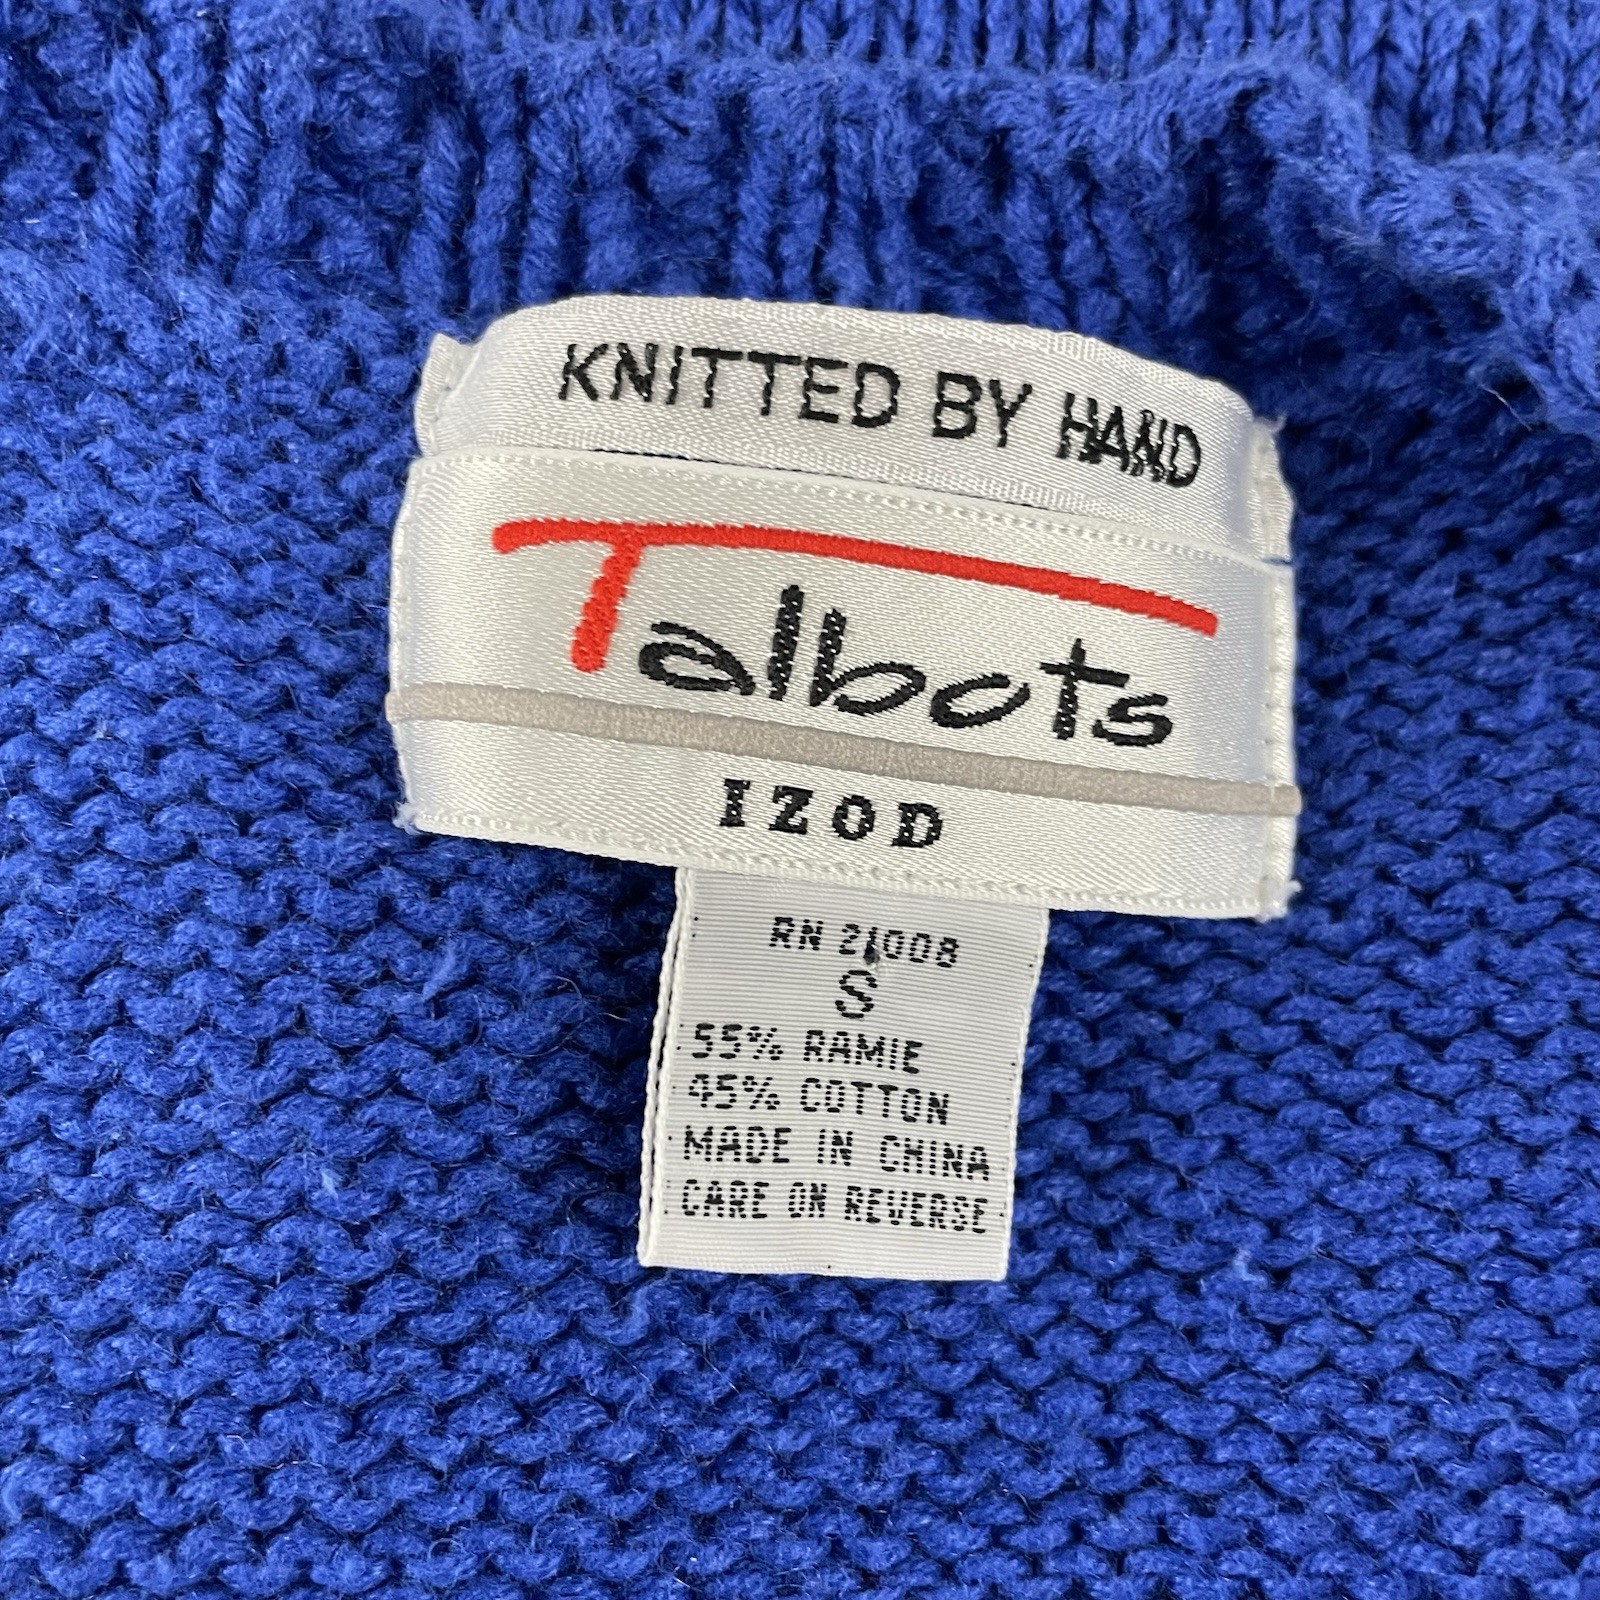 KNITTED BY HAND
Talbots
IZOD
RN 21008
S
55% RAMIE
45% COTTON
MADE IN CHINA
CARE ON REVERSE